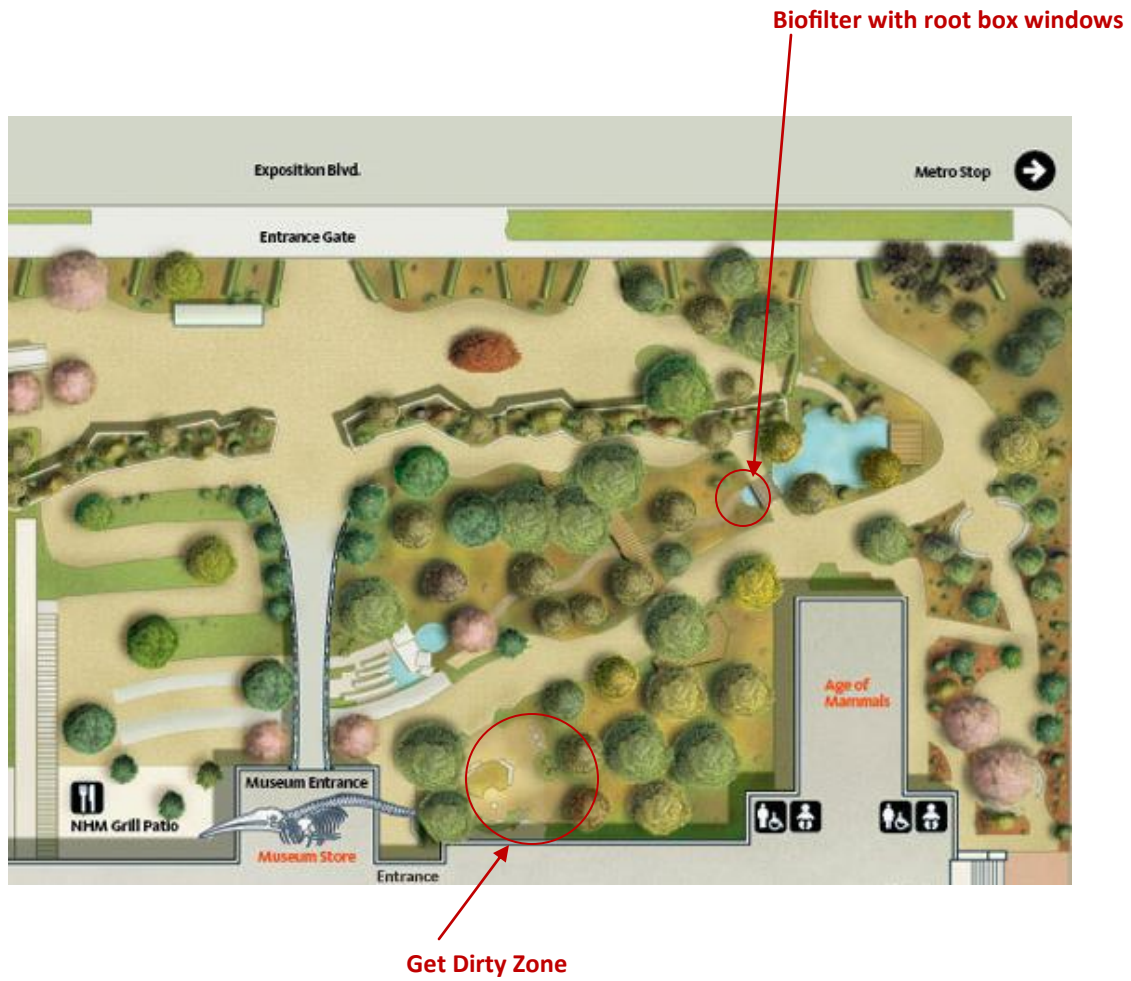 Biofilter with root box windows
Exposition Blvd.
Metro Stop
Entrance Gate
Age of
Mammals
Museum Entrance
NHM Grill Patio
Museum Store
Entrance
Get Dirty Zone